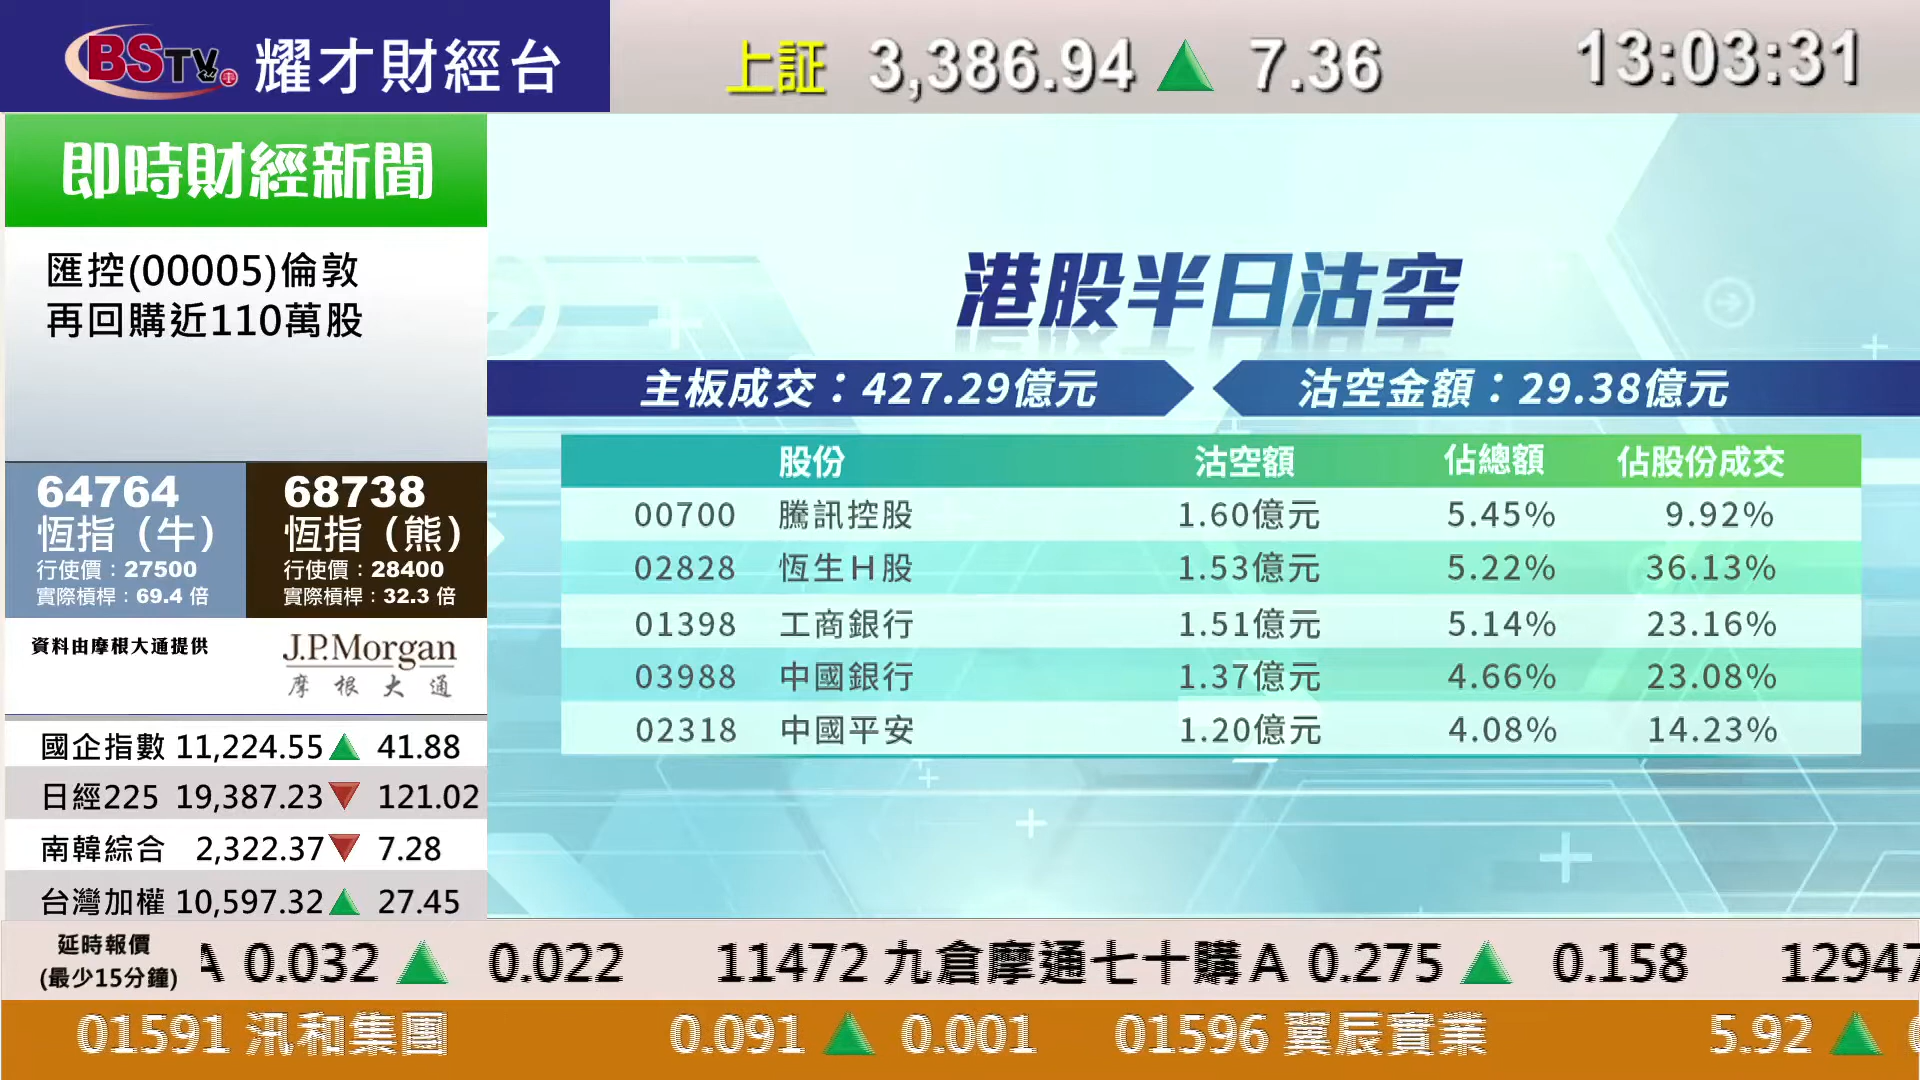 BSTV 耀才財經台
上証 3,386.94 ▲ 7.36
13:03:31
即時財經新聞
匯控(00005)倫敦
再回購近110萬股
64764
恆指（牛）
行使價：27500
實際槓桿：69.4 倍
68738
恆指（熊）
行使價：28400
實際槓桿：32.3 倍
資料由摩根大通提供
J.P.Morgan
摩根大通
國企指數 11,224.55 ▲ 41.88
日經225 19,387.23 ▼ 121.02
南韓綜合 2,322.37 ▼ 7.28
台灣加權 10,597.32 ▲ 27.45
港股半日沽空
主板成交：427.29億元
沽空金額：29.38億元
股份 沽空額 佔總額 佔股份成交
00700 騰訊控股 1.60億元 5.45% 9.92%
02828 恆生H股 1.53億元 5.22% 36.13%
01398 工商銀行 1.51億元 5.14% 23.16%
03988 中國銀行 1.37億元 4.66% 23.08%
02318 中國平安 1.20億元 4.08% 14.23%
延時報價
(最少15分鐘)
A 0.032 ▲ 0.022 11472 九倉摩通七十購A 0.275 ▲ 0.158 12947
01591 汛和集團 0.091 ▲ 0.001 01596 翼辰實業 5.92 ▲